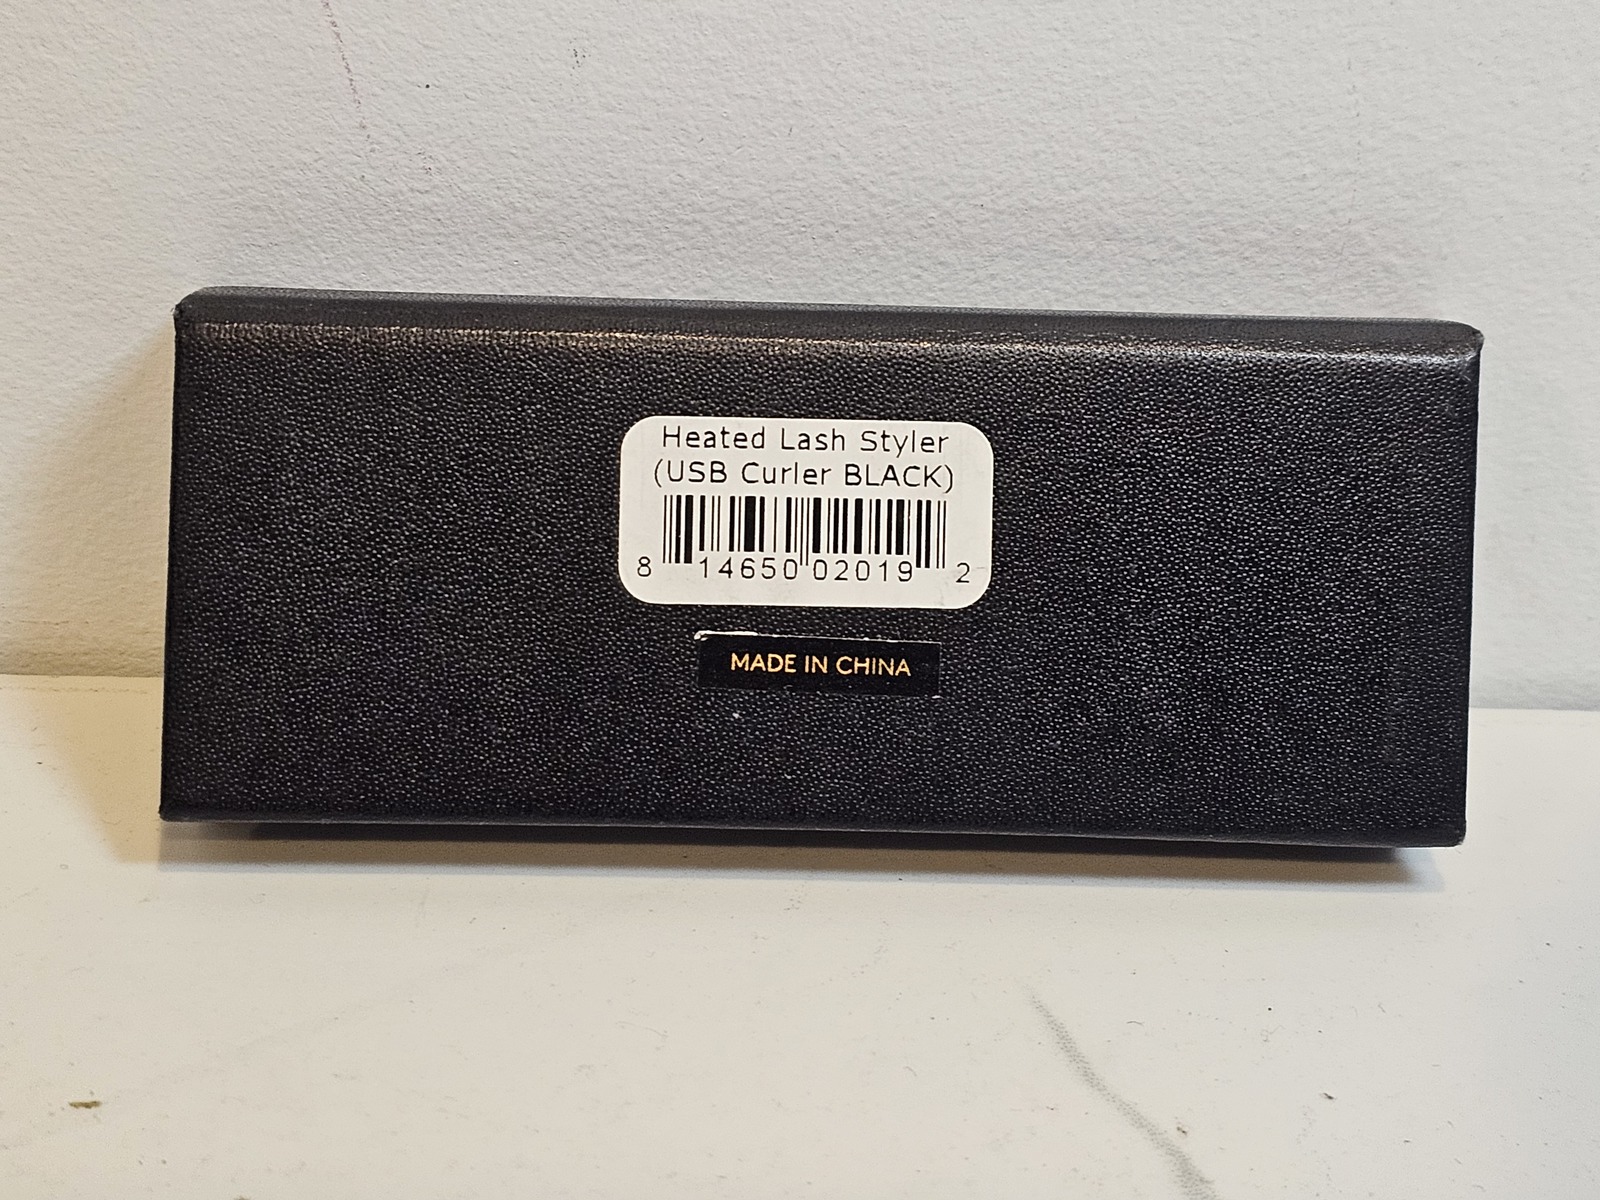 Heated Lash Styler
(USB Curler BLACK)
8 14650 02019 2
MADE IN CHINA